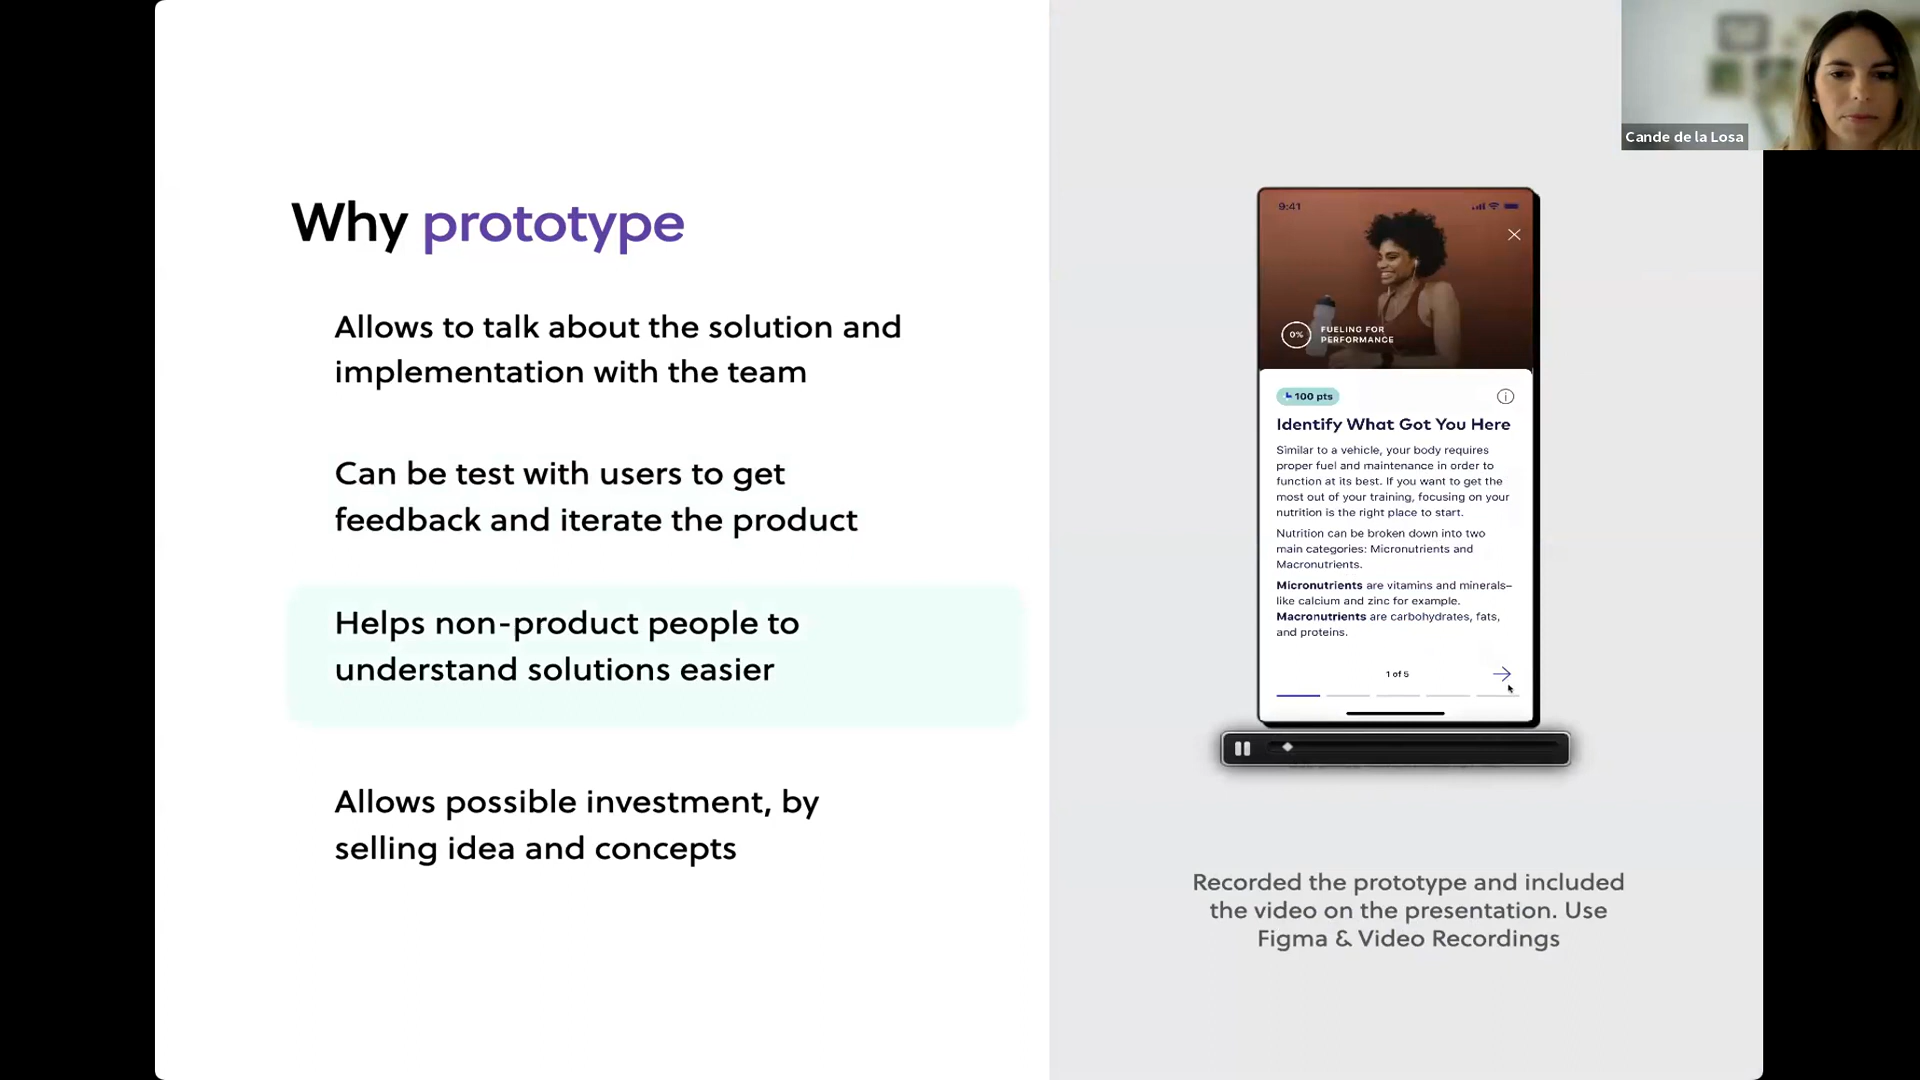 Why prototype
Allows to talk about the solution and
implementation with the team
Can be test with users to get
feedback and iterate the product
Helps non-product people to
understand solutions easier
Allows possible investment, by
selling idea and concepts
Cande de la Losa
9:41
0%
FUELING FOR
PERFORMANCE
100 pts
Identify What Got You Here
Similar to a vehicle, your body requires
proper fuel and maintenance in order to
function at its best. If you want to get the
most out of your training, focusing on your
nutrition is the right place to start.
Nutrition can be broken down into two
main categories: Micronutrients and
Macronutrients.
Micronutrients are vitamins and minerals–
like calcium and zinc for example.
Macronutrients are carbohydrates, fats,
and proteins.
1 of 5
Recorded the prototype and included
the video on the presentation. Use
Figma & Video Recordings